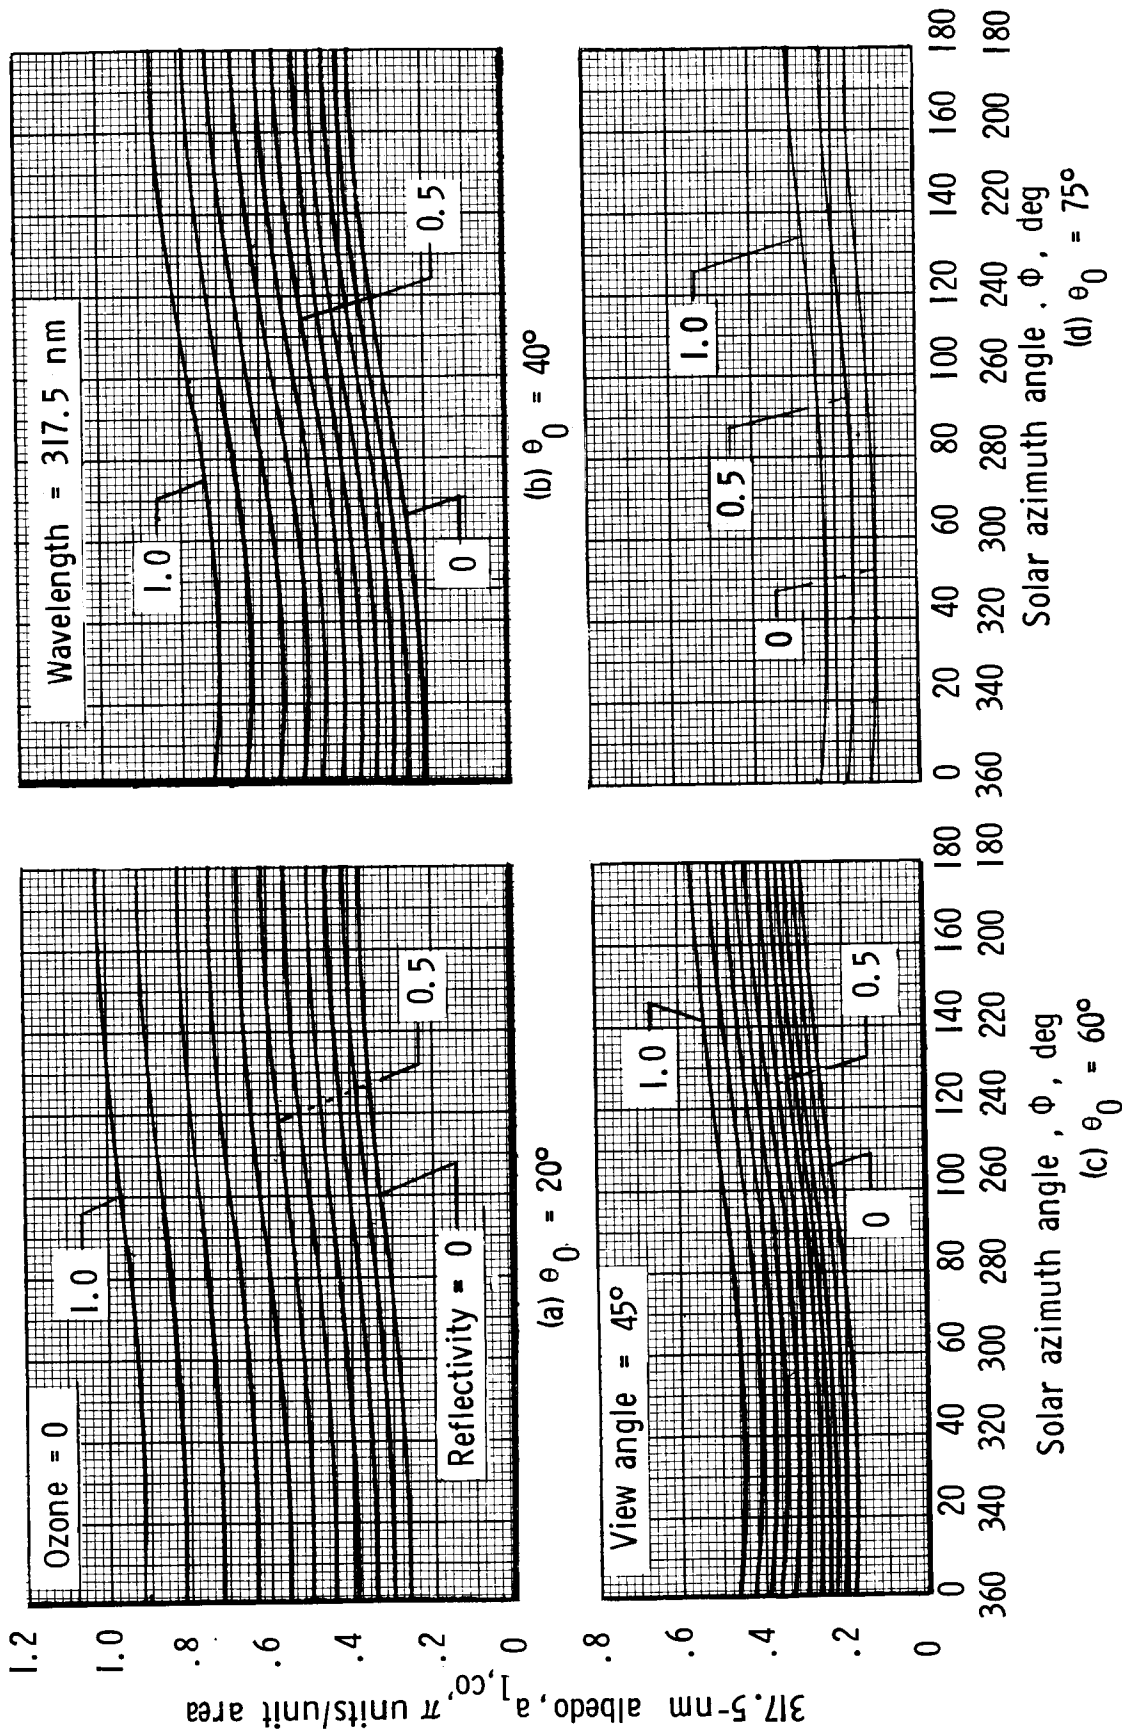 317.5-nm albedo, a1,co, π units/unit area
1.2
1.0
.8
.6
.4
.2
0
Ozone = 0
1.0
0.5
Reflectivity = 0
(a) θ0 = 20°
Wavelength = 317.5 nm
1.0
0.5
0
(b) θ0 = 40°
.8
.6
.4
.2
0
View angle = 45°
1.0
0.5
0
0 20 40 60 80 100 120 140 160 180
360 340 320 300 280 260 240 220 200 180
Solar azimuth angle, Φ, deg
(c) θ0 = 60°
1.0
0.5
0
0 20 40 60 80 100 120 140 160 180
360 340 320 300 280 260 240 220 200 180
Solar azimuth angle. Φ, deg
(d) θ0 = 75°